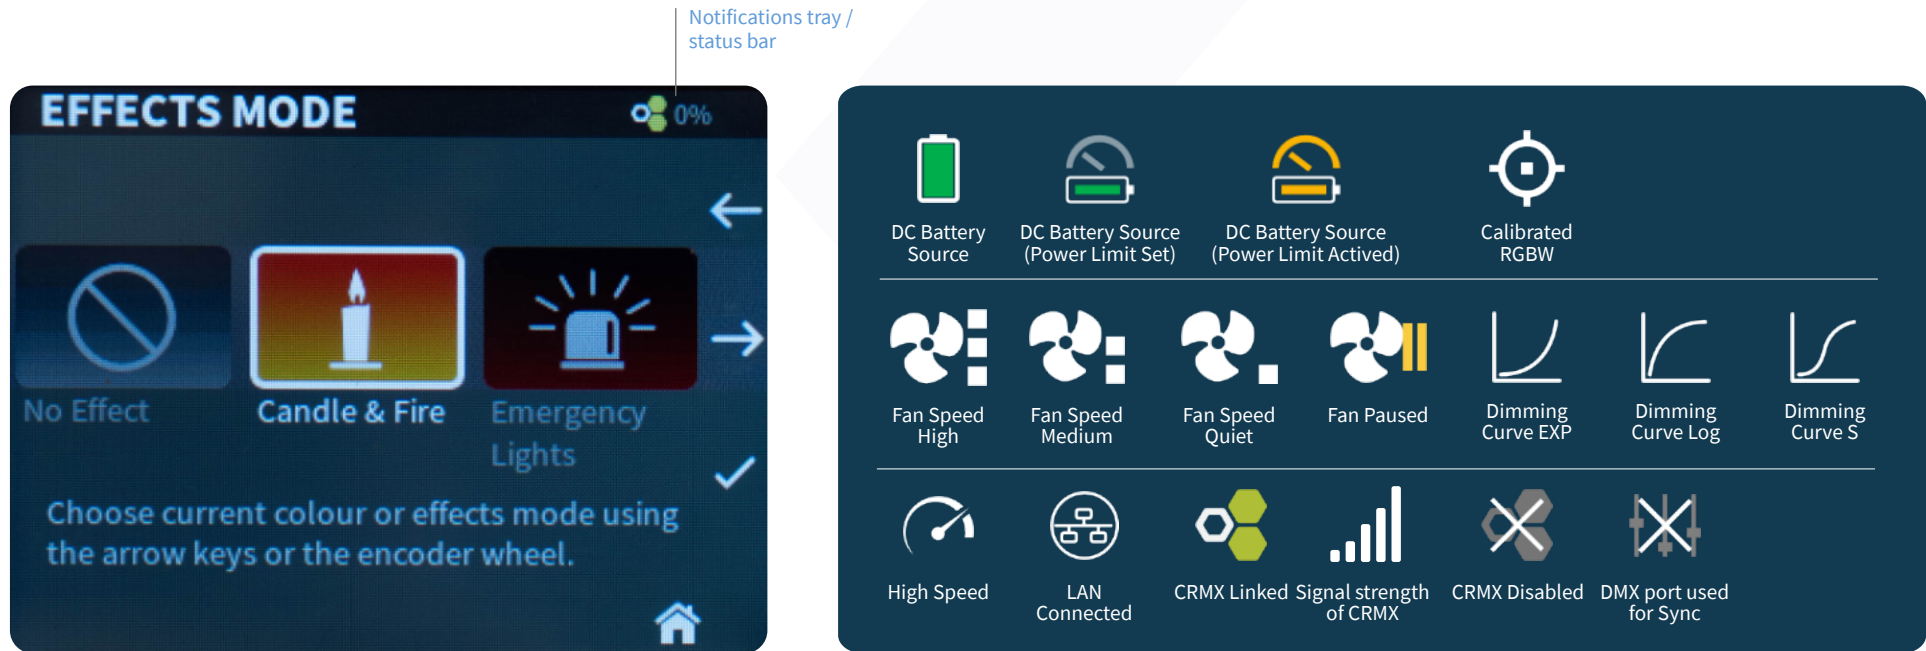 Notifications tray /
status bar
EFFECTS MODE
0%
No Effect
Candle & Fire
Emergency
Lights
Choose current colour or effects mode using
the arrow keys or the encoder wheel.
DC Battery
Source
DC Battery Source
(Power Limit Set)
DC Battery Source
(Power Limit Actived)
Calibrated
RGBW
Fan Speed
High
Fan Speed
Medium
Fan Speed
Quiet
Fan Paused
Dimming
Curve EXP
Dimming
Curve Log
Dimming
Curve S
High Speed
LAN
Connected
CRMX Linked
Signal strength
of CRMX
CRMX Disabled
DMX port used
for Sync